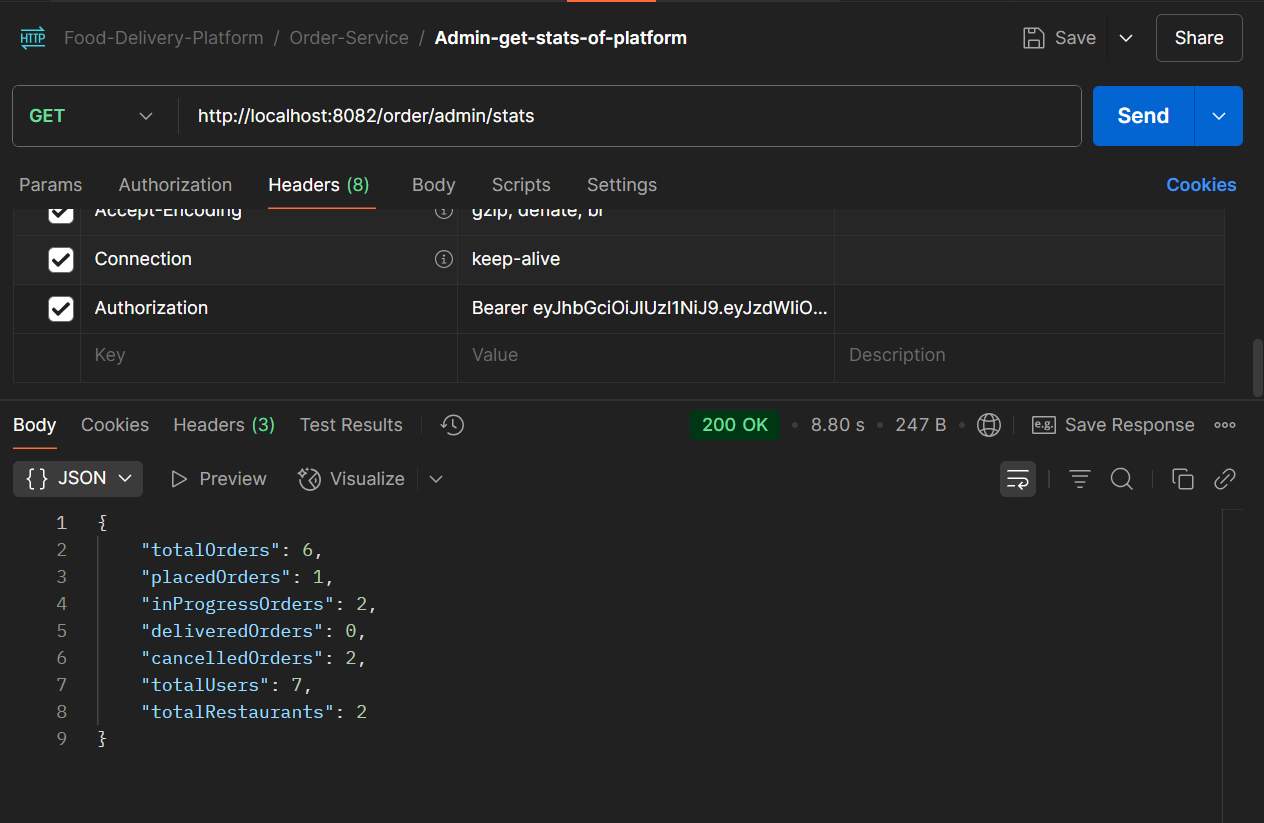 HTTP Food-Delivery-Platform / Order-Service / Admin-get-stats-of-platform Save Share
GET http://localhost:8082/order/admin/stats Send
Params Authorization Headers (8) Body Scripts Settings Cookies
Accept-Encoding gzip, deflate, br
Connection keep-alive
Authorization Bearer eyJhbGciOiJIUzI1NiJ9.eyJzdWIiO...
Key Value Description
Body Cookies Headers (3) Test Results 200 OK • 8.80 s • 247 B • e.g. Save Response
{} JSON Preview Visualize
1 {
2 "totalOrders": 6,
3 "placedOrders": 1,
4 "inProgressOrders": 2,
5 "deliveredOrders": 0,
6 "cancelledOrders": 2,
7 "totalUsers": 7,
8 "totalRestaurants": 2
9 }